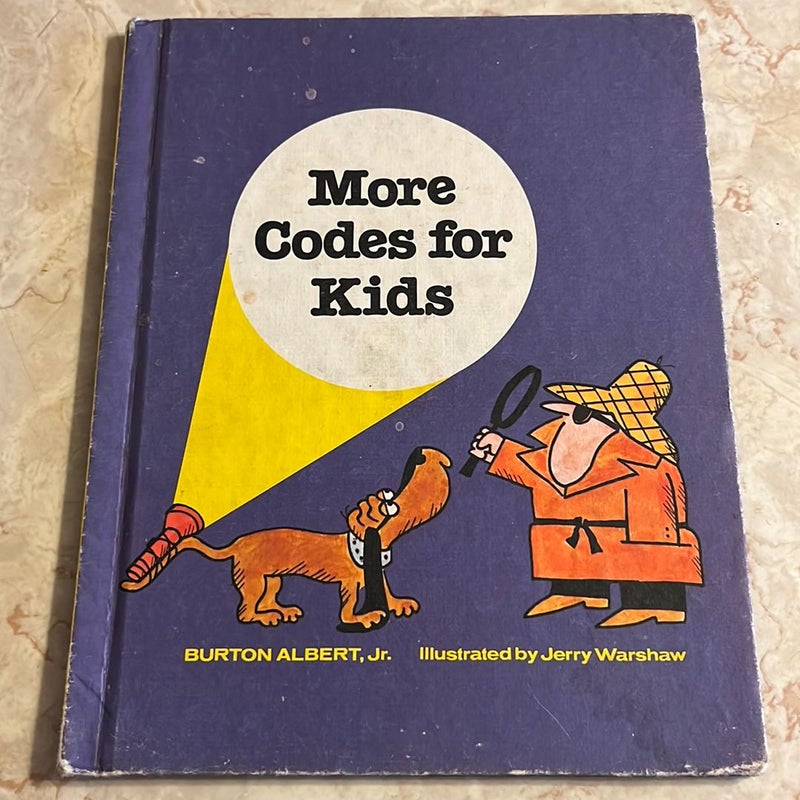 More
Codes for
Kids
BURTON ALBERT, Jr. Illustrated by Jerry Warshaw